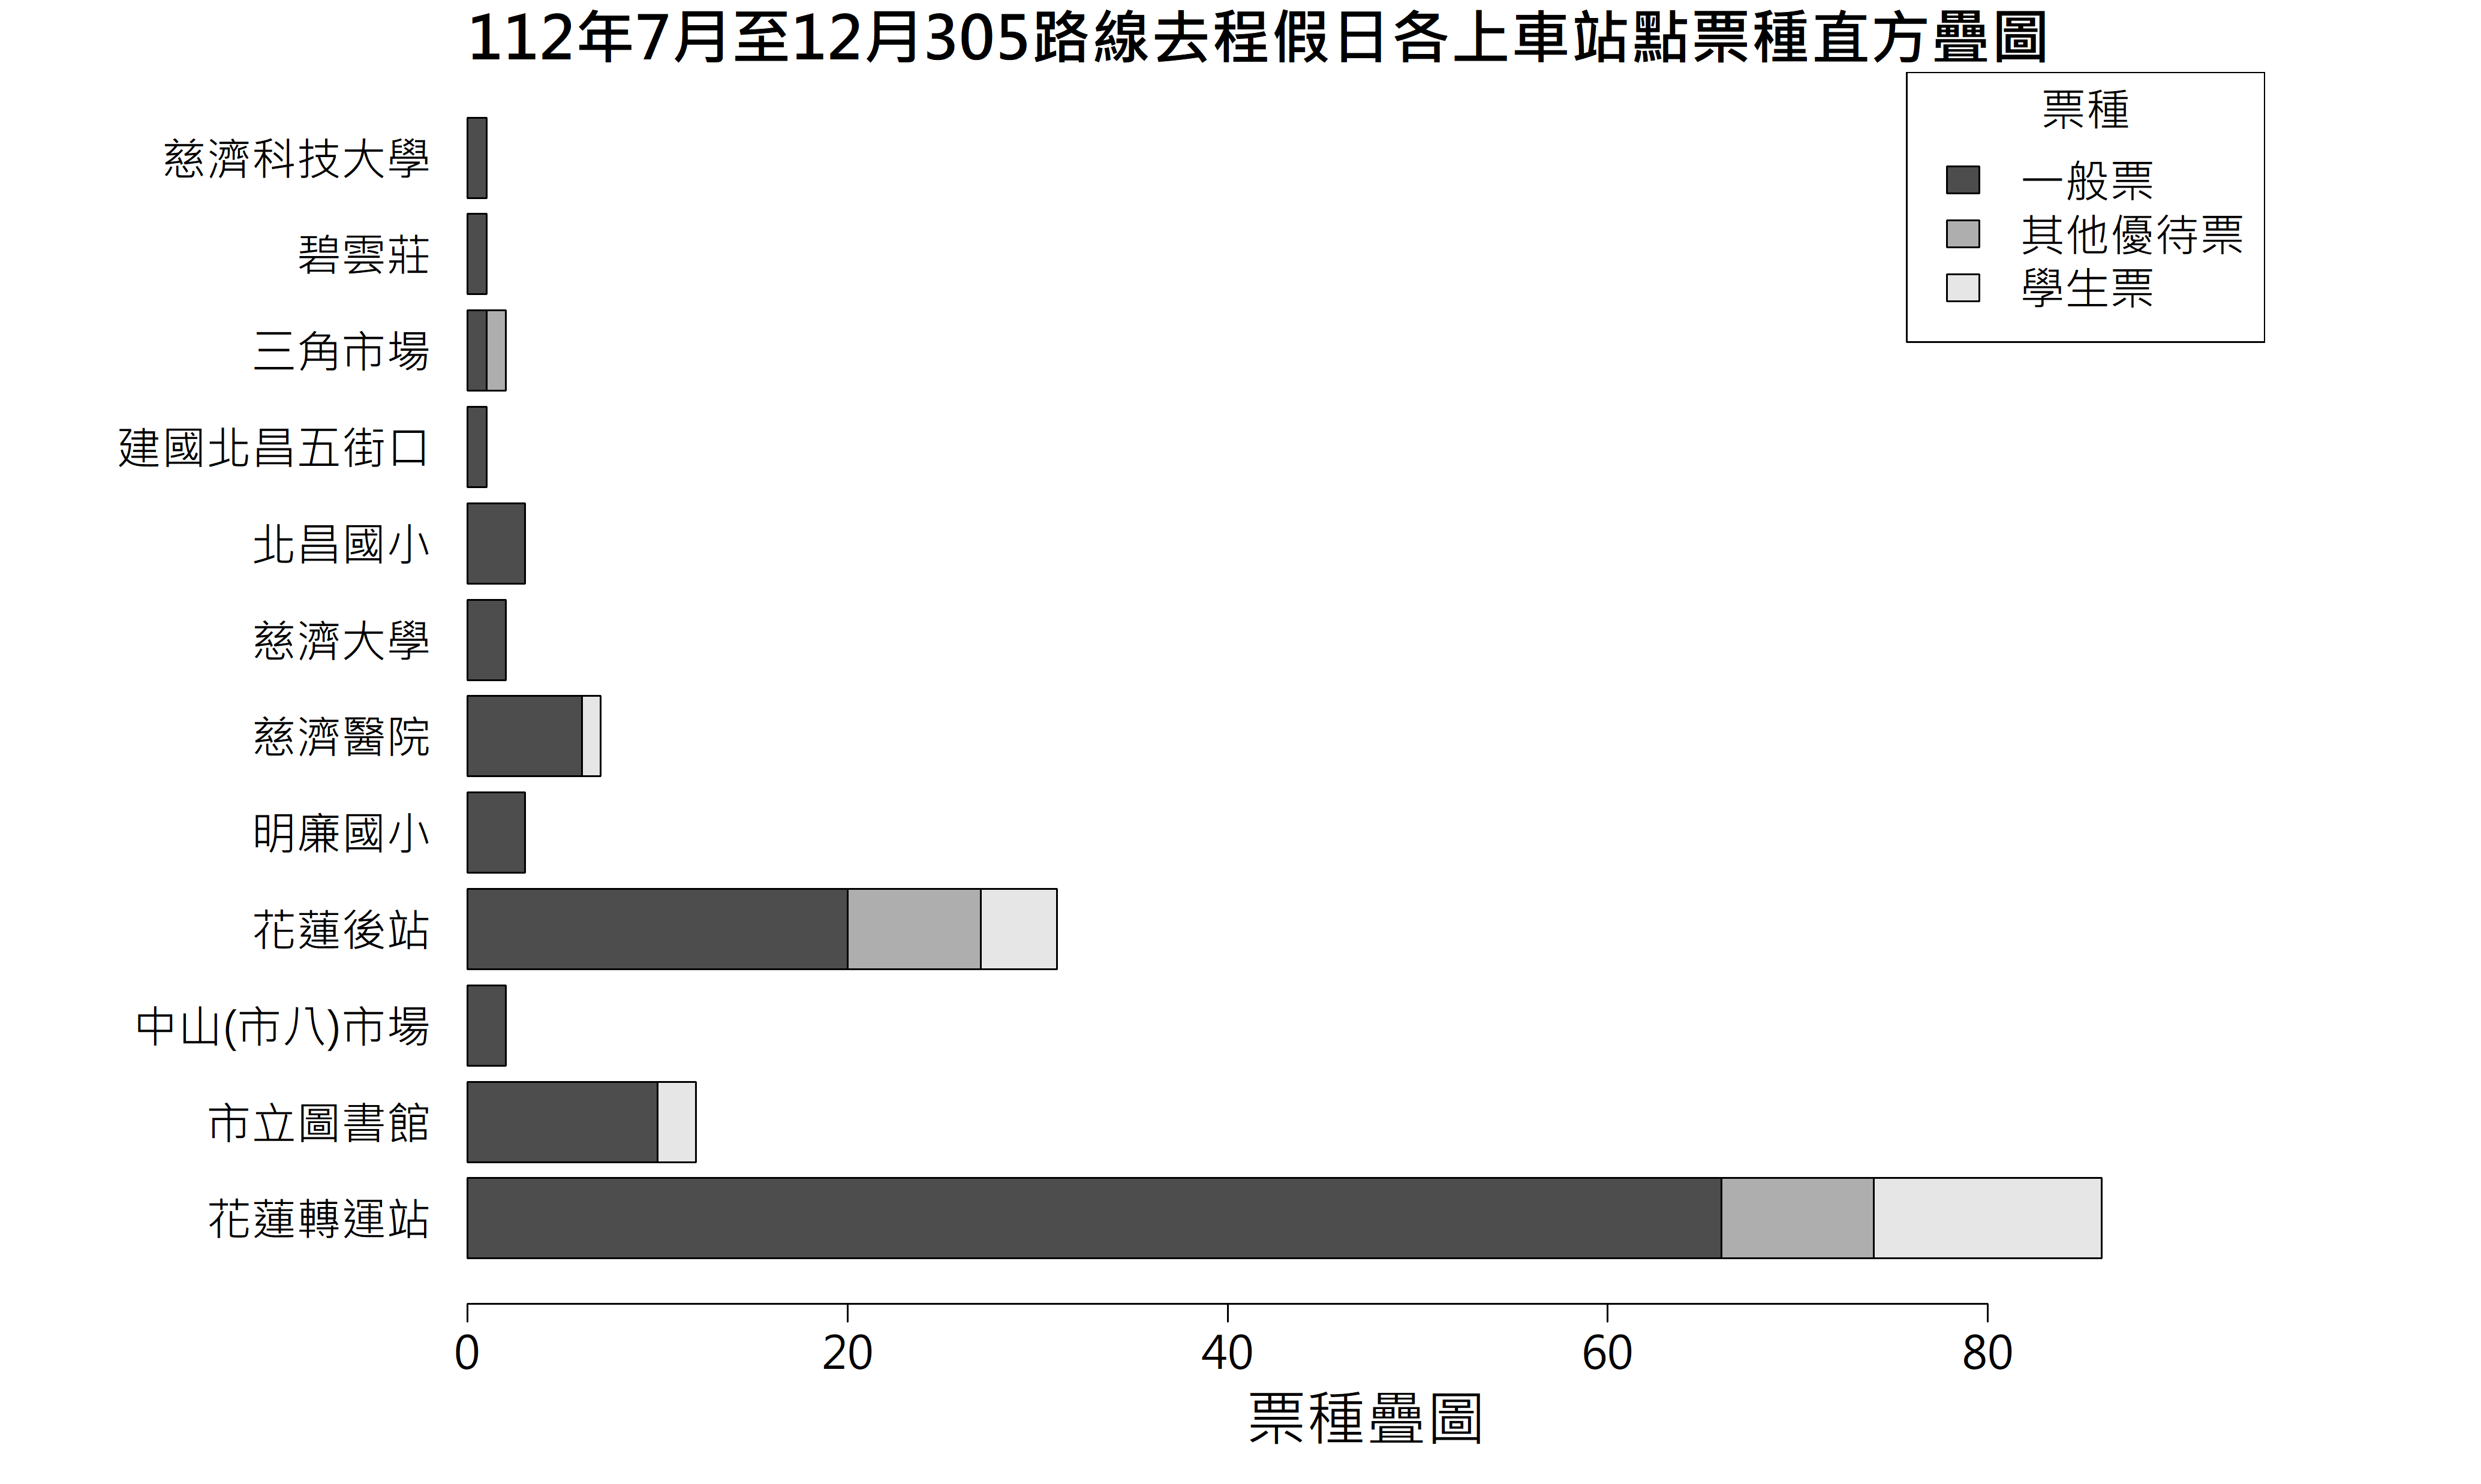 112年7月至12月305路線去程假日各上車站點票種直方疊圖
票種
一般票
其他優待票
學生票
慈濟科技大學
碧雲莊
三角市場
建國北昌五街口
北昌國小
慈濟大學
慈濟醫院
明廉國小
花蓮後站
中山(市八)市場
市立圖書館
花蓮轉運站
0 20 40 60 80
票種疊圖